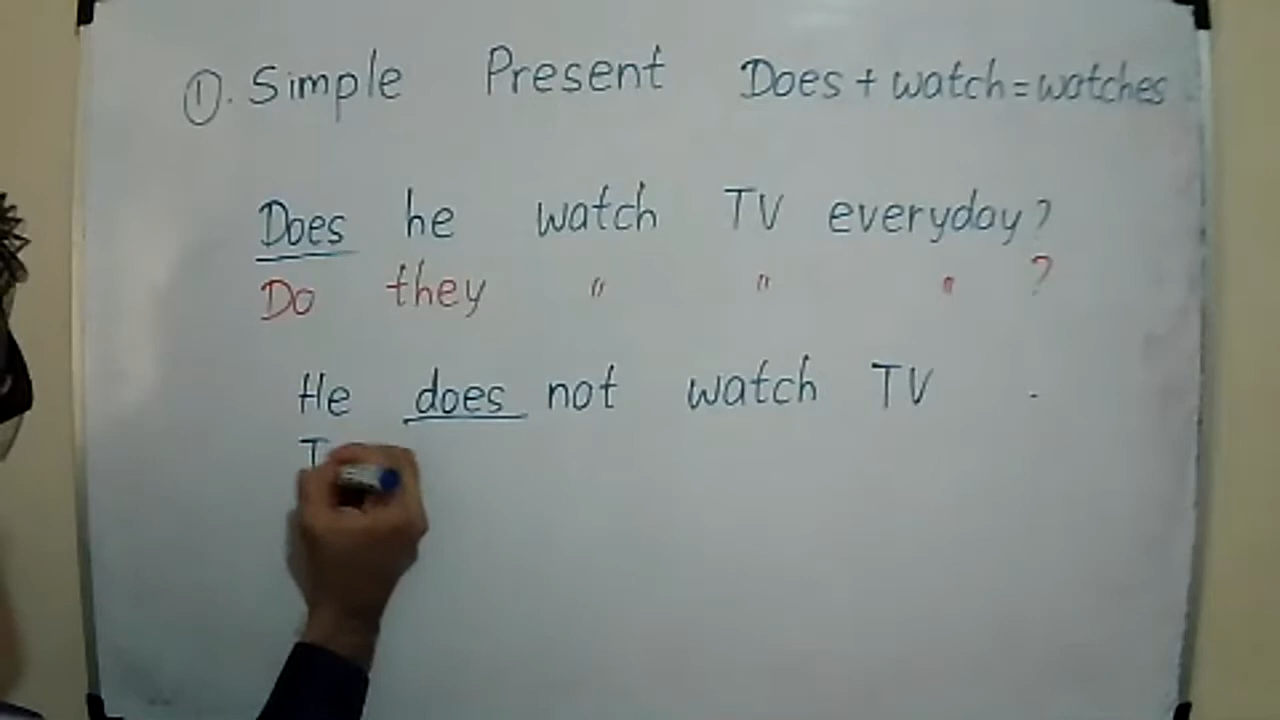 ①. Simple Present Does + watch = watches
Does he watch TV everyday?
Do they " " " ?
He does not watch TV .
T